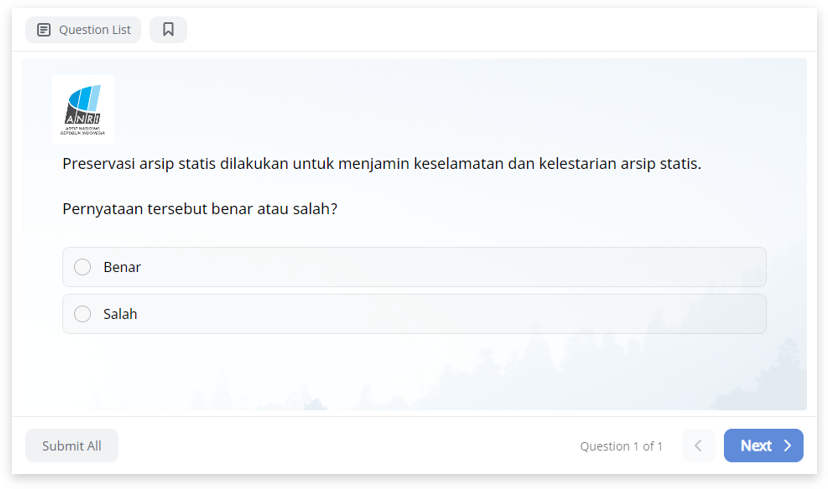 Question List
ANRI
ARSIP NASIONAL
REPUBLIK INDONESIA
Preservasi arsip statis dilakukan untuk menjamin keselamatan dan kelestarian arsip statis.
Pernyataan tersebut benar atau salah?
Benar
Salah
Submit All
Question 1 of 1
Next